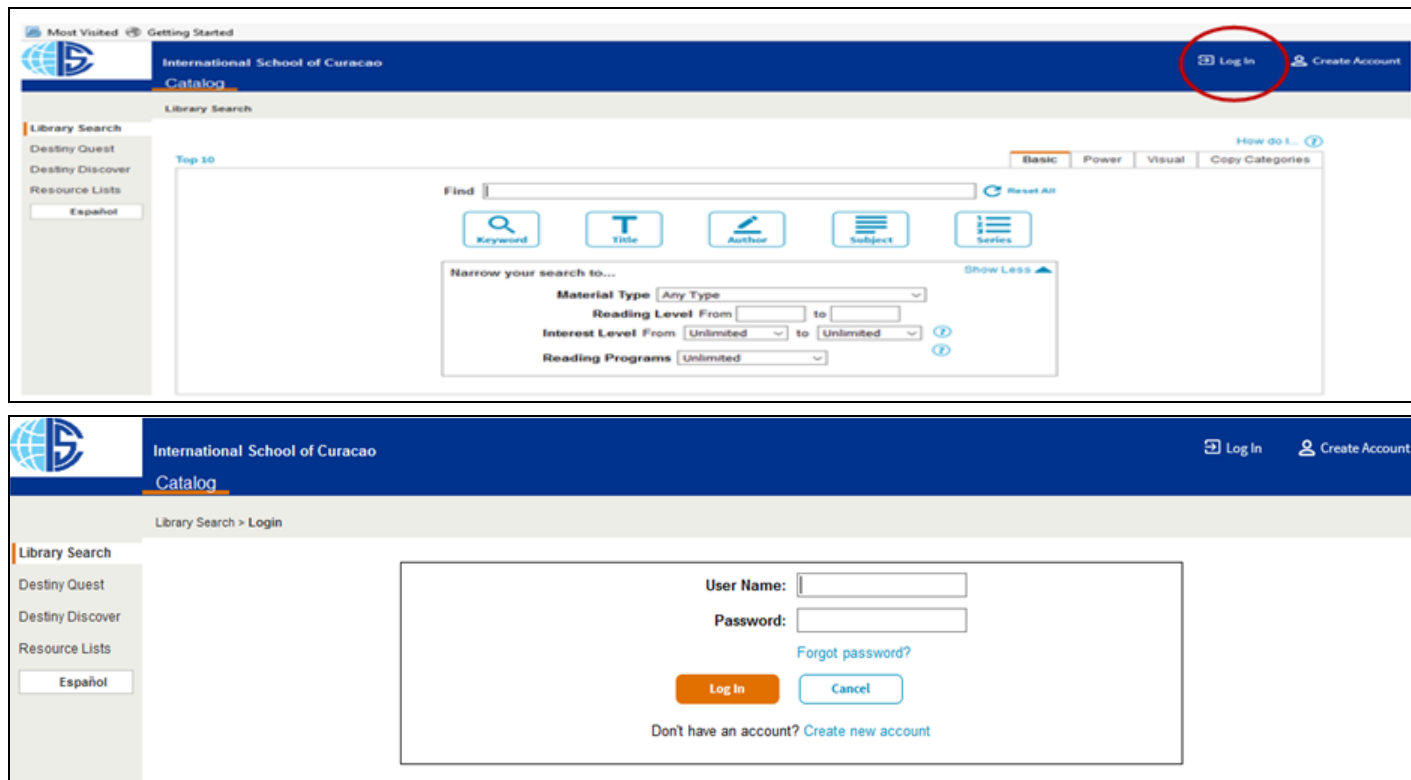 Most Visited Getting Started
International School of Curacao
Log In Create Account
Catalog
Library Search
Library Search
Destiny Quest
Destiny Discover
Resource Lists
Español
How do I... ?
Top 10
Basic Power Visual Copy Categories
Find Reset All
Keyword Title Author Subject Series
Narrow your search to... Show Less
Material Type Any Type
Reading Level From to
Interest Level From Unlimited to Unlimited ?
Reading Programs Unlimited ?
International School of Curacao
Log In Create Account
Catalog
Library Search > Login
Library Search
Destiny Quest
Destiny Discover
Resource Lists
Español
User Name:
Password:
Forgot password?
Log In Cancel
Don't have an account? Create new account